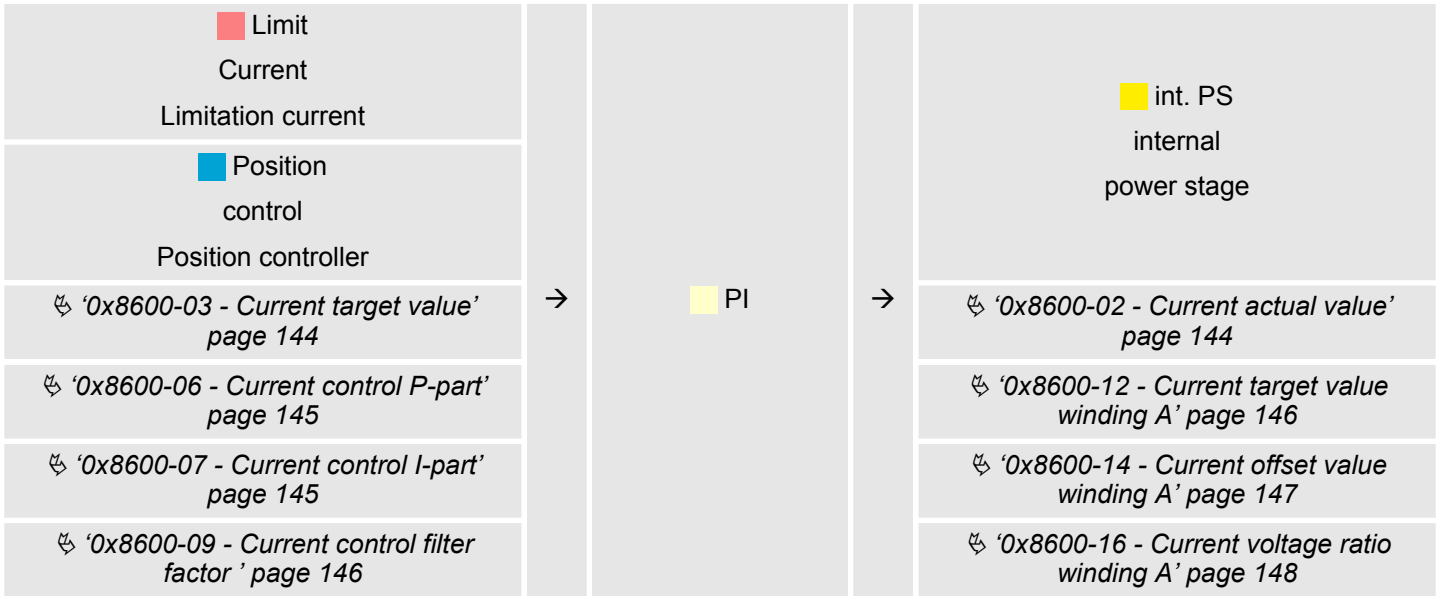 Limit
Current
Limitation current
Position
control
Position controller
↳ '0x8600-03 - Current target value'
page 144
↳ '0x8600-06 - Current control P-part'
page 145
↳ '0x8600-07 - Current control I-part'
page 145
↳ '0x8600-09 - Current control filter
factor ' page 146
→
PI
→
int. PS
internal
power stage
↳ '0x8600-02 - Current actual value'
page 144
↳ '0x8600-12 - Current target value
winding A' page 146
↳ '0x8600-14 - Current offset value
winding A' page 147
↳ '0x8600-16 - Current voltage ratio
winding A' page 148